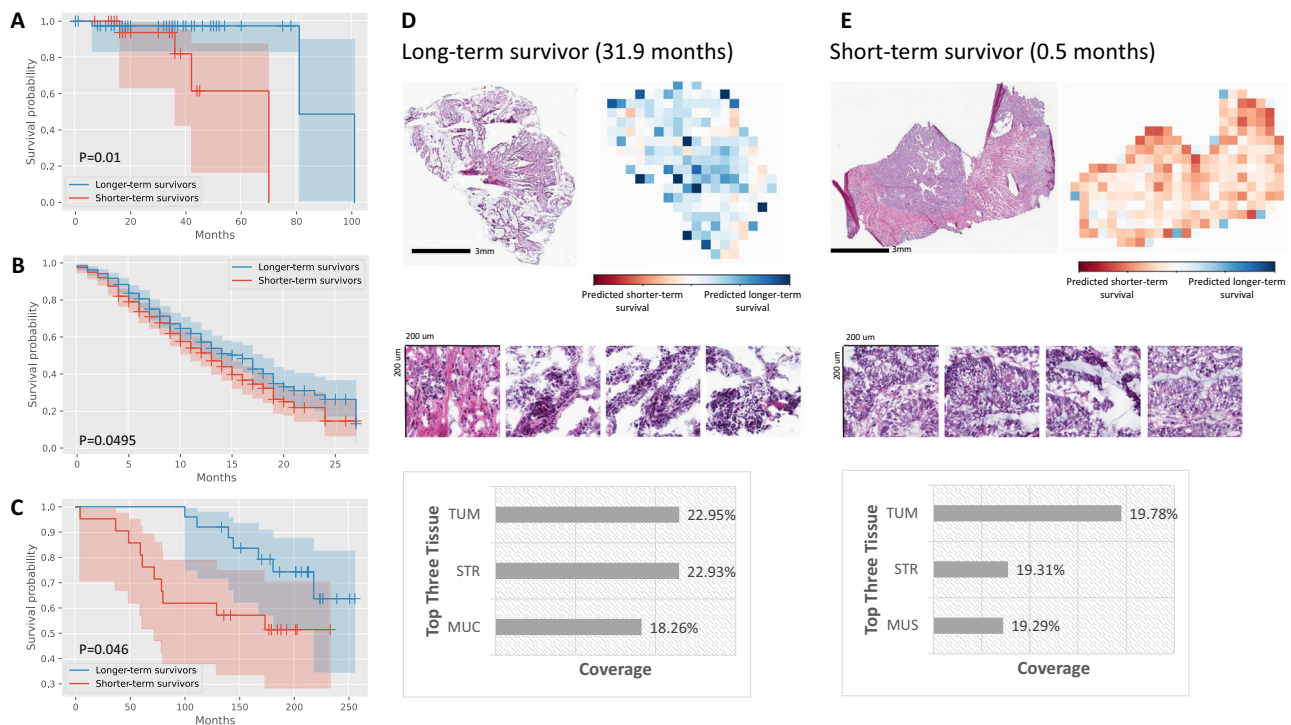 A
Survival probability
1.0
0.8
0.6
0.4
0.2
0.0
P=0.01
Longer-term survivors
Shorter-term survivors
0
20
40
60
80
100
Months
B
Survival probability
1.0
0.8
0.6
0.4
0.2
0.0
Longer-term survivors
Shorter-term survivors
P=0.0495
0
5
10
15
20
25
Months
C
Survival probability
1.0
0.9
0.8
0.7
0.6
0.5
0.4
0.3
P=0.046
Longer-term survivors
Shorter-term survivors
0
50
100
150
200
250
Months
D
Long-term survivor (31.9 months)
3mm
Predicted shorter-term
survival
Predicted longer-term
survival
200 um
200 um
Top Three Tissue
TUM
22.95%
STR
22.93%
MUC
18.26%
Coverage
E
Short-term survivor (0.5 months)
3mm
Predicted shorter-term
survival
Predicted longer-term
survival
200 um
200 um
Top Three Tissue
TUM
19.78%
STR
19.31%
MUS
19.29%
Coverage